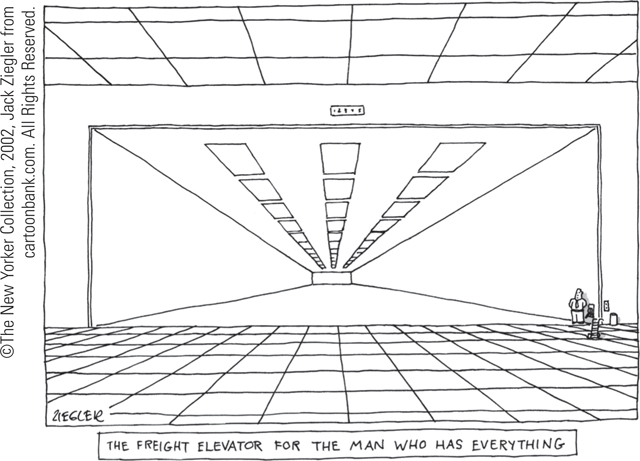 ©The New Yorker Collection, 2002, Jack Ziegler from
cartoonbank.com. All Rights Reserved.
ZIEGLER
THE FREIGHT ELEVATOR FOR THE MAN WHO HAS EVERYTHING